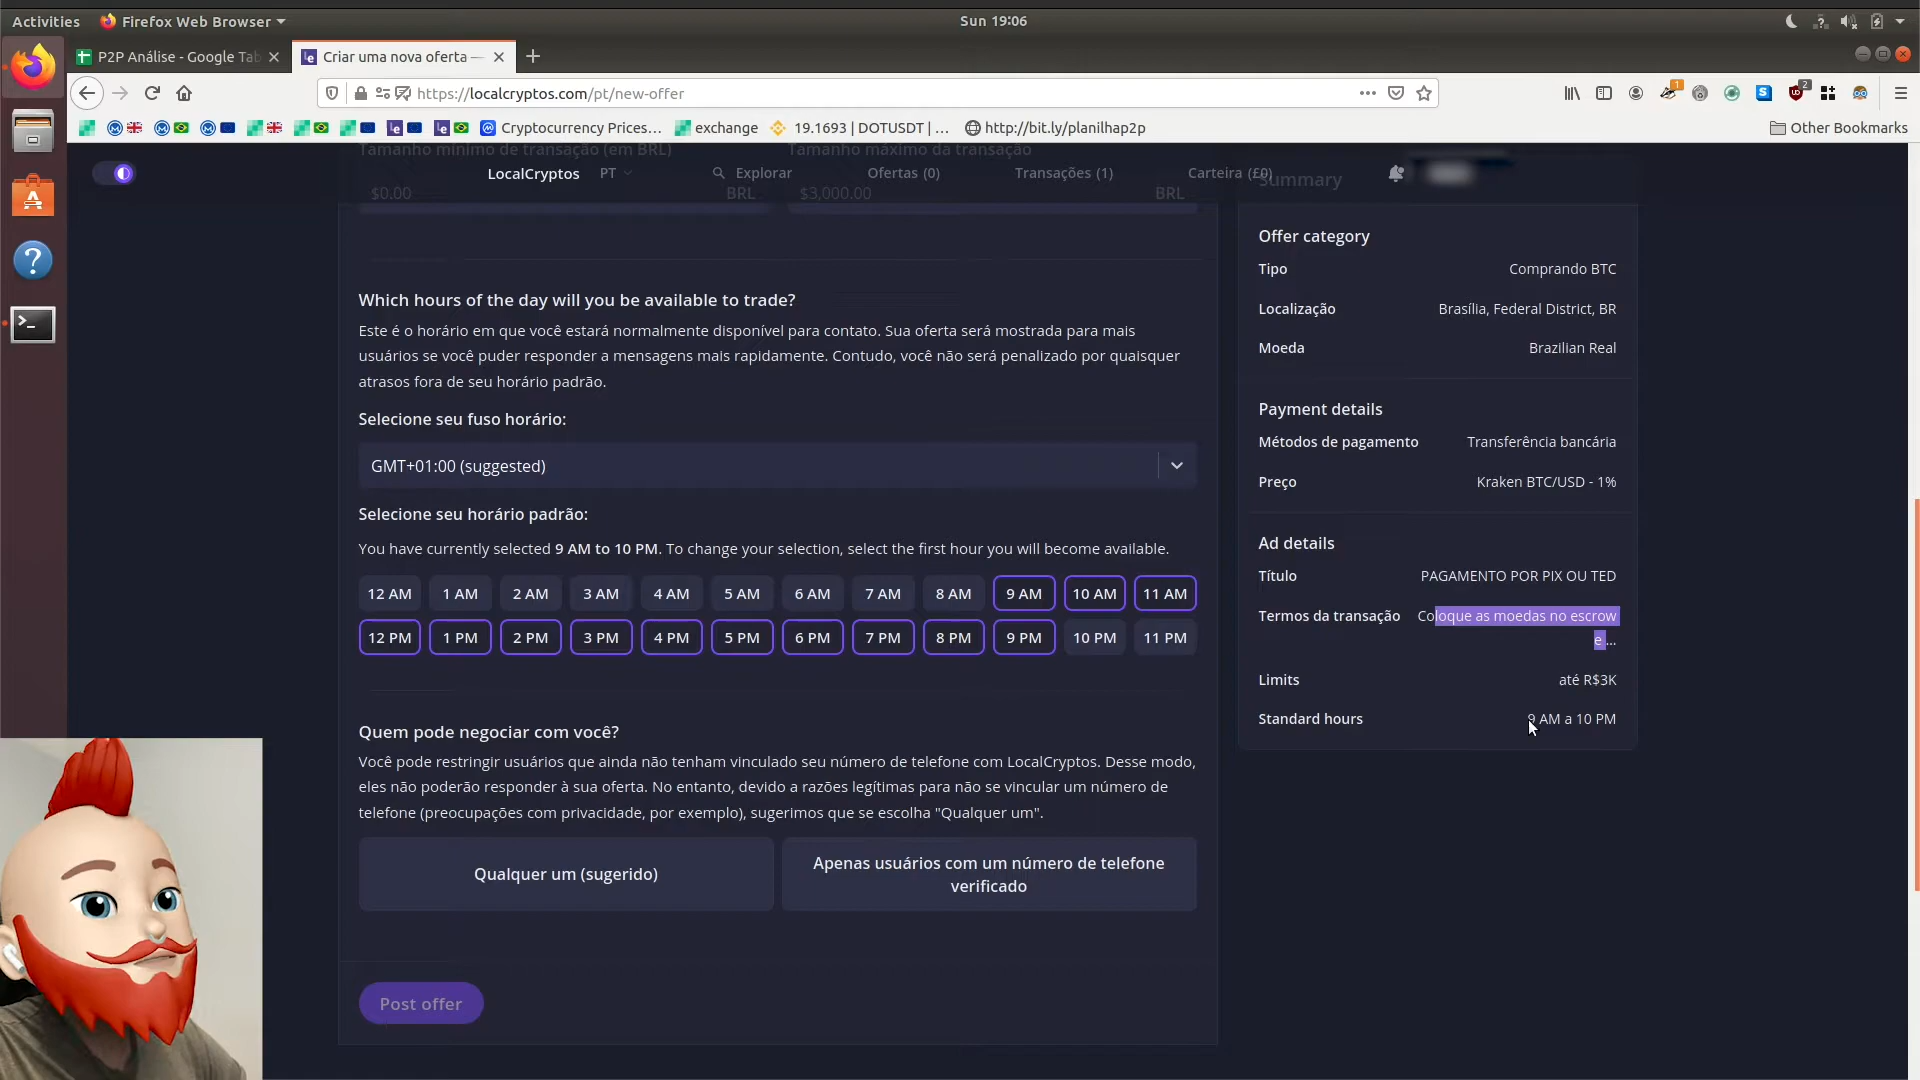 Activities
Firefox Web Browser
Sun 19:06
P2P Análise - Google Tab
Criar uma nova oferta —
https://localcryptos.com/pt/new-offer
1
2
Cryptocurrency Prices...
exchange
19.1693 | DOTUSDT | ...
http://bit.ly/planilhap2p
Other Bookmarks
Tamanho mínimo de transação (em BRL)
Tamanho máximo da transação
LocalCryptos
PT
Explorar
Ofertas (0)
Transações (1)
Carteira (£0)
$0.00
BRL
$3,000.00
BRL
Summary
Which hours of the day will you be available to trade?
Este é o horário em que você estará normalmente disponível para contato. Sua oferta será mostrada para mais
usuários se você puder responder a mensagens mais rapidamente. Contudo, você não será penalizado por quaisquer
atrasos fora de seu horário padrão.
Selecione seu fuso horário:
GMT+01:00 (suggested)
Selecione seu horário padrão:
You have currently selected 9 AM to 10 PM. To change your selection, select the first hour you will become available.
12 AM 1 AM 2 AM 3 AM 4 AM 5 AM 6 AM 7 AM 8 AM 9 AM 10 AM 11 AM
12 PM 1 PM 2 PM 3 PM 4 PM 5 PM 6 PM 7 PM 8 PM 9 PM 10 PM 11 PM
Quem pode negociar com você?
Você pode restringir usuários que ainda não tenham vinculado seu número de telefone com LocalCryptos. Desse modo,
eles não poderão responder à sua oferta. No entanto, devido a razões legítimas para não se vincular um número de
telefone (preocupações com privacidade, por exemplo), sugerimos que se escolha "Qualquer um".
Qualquer um (sugerido)
Apenas usuários com um número de telefone
verificado
Post offer
Offer category
Tipo Comprando BTC
Localização Brasília, Federal District, BR
Moeda Brazilian Real
Payment details
Métodos de pagamento Transferência bancária
Preço Kraken BTC/USD - 1%
Ad details
Título PAGAMENTO POR PIX OU TED
Termos da transação Coloque as moedas no escrow
e ...
Limits até R$3K
Standard hours 9 AM a 10 PM